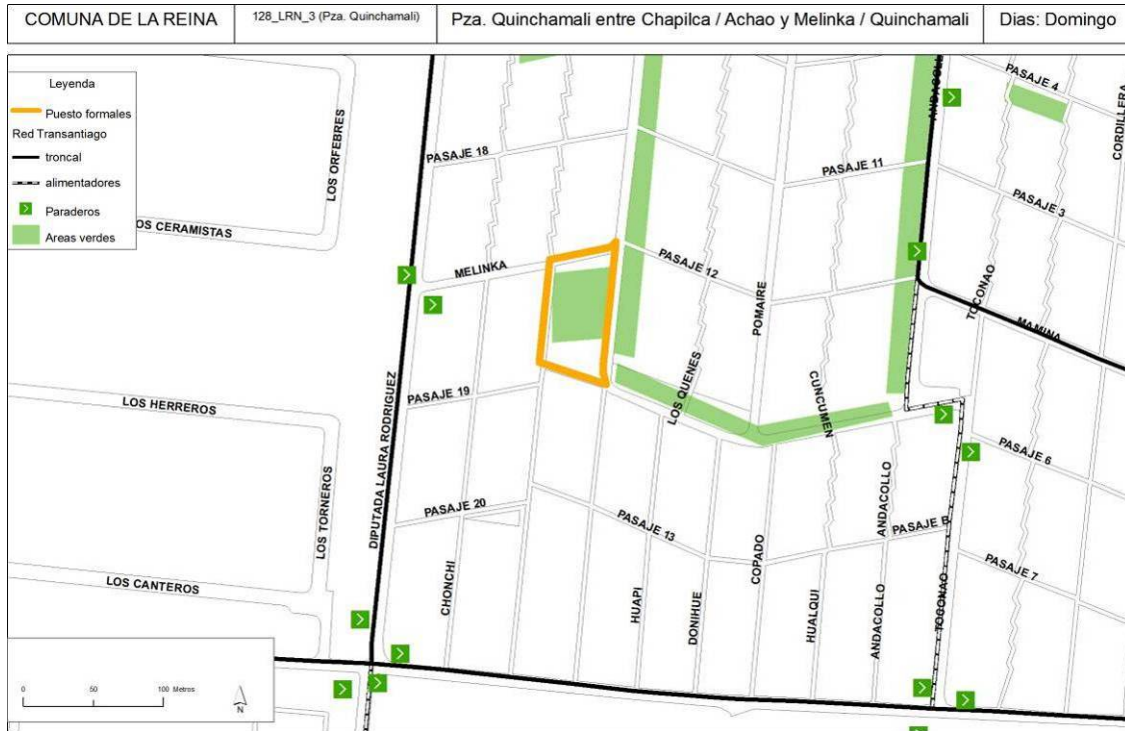 COMUNA DE LA REINA
128_LRN_3 (Pza. Quinchamali)
Pza. Quinchamali entre Chapilca / Achao y Melinka / Quinchamali
Dias: Domingo
Leyenda
Puesto formales
Red Transantiago
troncal
alimentadores
Paraderos
Areas verdes
LOS ORFEBRES
OS CERAMISTAS
PASAJE 18
PASAJE 11
PASAJE 4
CORDILLERA
PASAJE 3
MELINKA
PASAJE 12
POMAIRE
TOCONAO
MAMINA
LOS HERREROS
DIPUTADA LAURA RODRIGUEZ
PASAJE 19
LOS QUENES
CUNCUMEN
PASAJE 6
LOS TORNEROS
PASAJE 20
PASAJE 13
ANDACOLLO
PASAJE B
PASAJE 7
LOS CANTEROS
CHONCHI
HUAPI
DONIHUE
COPADO
HUALQUI
ANDACOLLO
TOCONAO
ANDACOLL
0 50 100 Metros
N